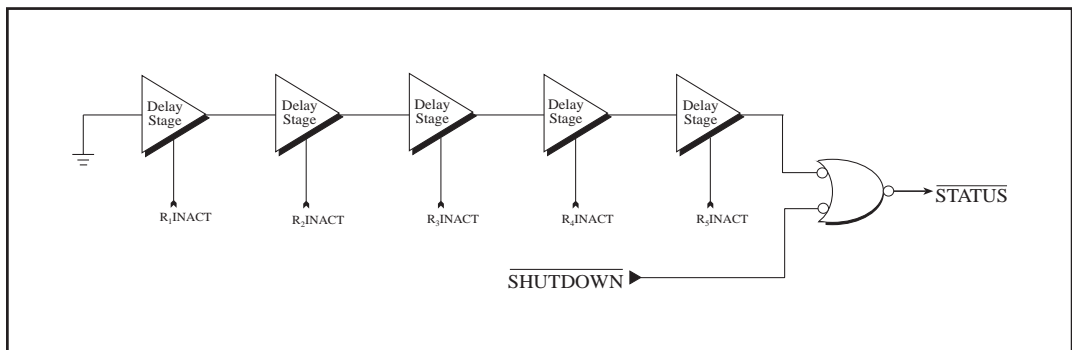 Delay
Stage
Delay
Stage
Delay
Stage
Delay
Stage
Delay
Stage
R₁INACT
R₂INACT
R₃INACT
R₄INACT
R₅INACT
STATUS
SHUTDOWN